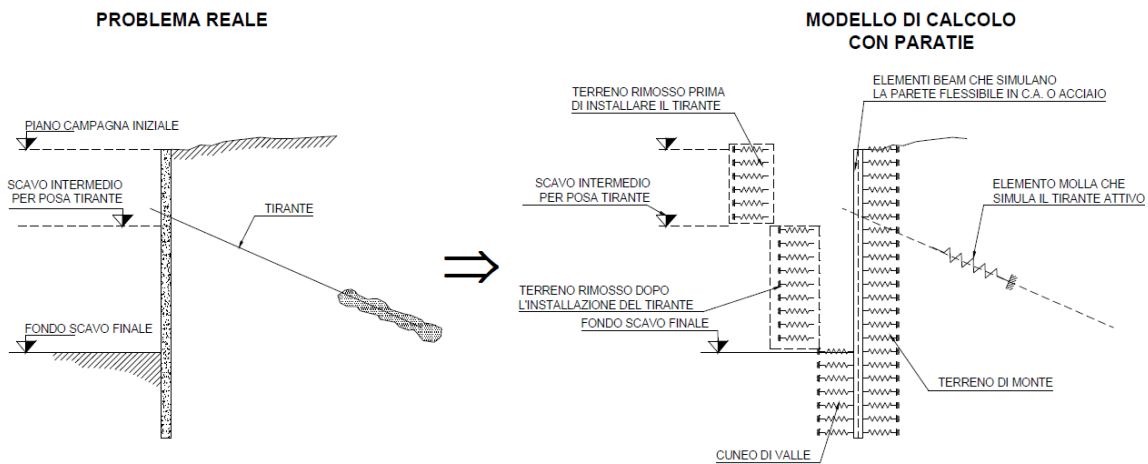 PROBLEMA REALE
PIANO CAMPAGNA INIZIALE
SCAVO INTERMEDIO
PER POSA TIRANTE
TIRANTE
FONDO SCAVO FINALE
MODELLO DI CALCOLO
CON PARATIE
TERRENO RIMOSSO PRIMA
DI INSTALLARE IL TIRANTE
ELEMENTI BEAM CHE SIMULANO
LA PARETE FLESSIBILE IN C.A. O ACCIAIO
SCAVO INTERMEDIO
PER POSA TIRANTE
ELEMENTO MOLLA CHE
SIMULA IL TIRANTE ATTIVO
TERRENO RIMOSSO DOPO
L'INSTALLAZIONE DEL TIRANTE
FONDO SCAVO FINALE
TERRENO DI MONTE
CUNEO DI VALLE